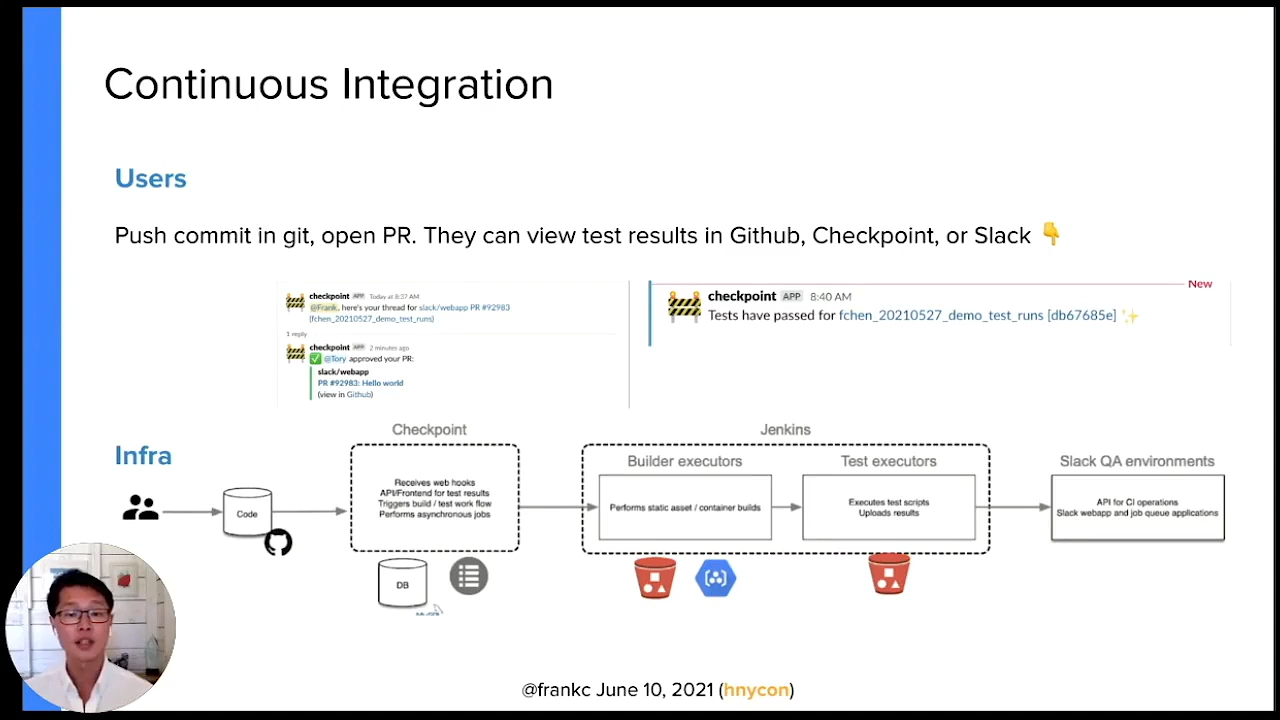 Continuous Integration
Users
Push commit in git, open PR. They can view test results in Github, Checkpoint, or Slack 👇
checkpoint APP Today at 8:37 AM
@Frank, here's your thread for slack/webapp PR #92983
(fchen_20210527_demo_test_runs)
1 reply
checkpoint APP 2 minutes ago
✅ @Tory approved your PR:
slack/webapp
PR #92983: Hello world
(view in Github)
New
checkpoint APP 8:40 AM
Tests have passed for fchen_20210527_demo_test_runs [db67685e] ✨
Infra
Code
Checkpoint
Receives web hooks
API/Frontend for test results
Triggers build / test work flow
Performs asynchronous jobs
DB
Jenkins
Builder executors
Performs static asset / container builds
Test executors
Executes test scripts
Uploads results
Slack QA environments
API for CI operations
Slack webapp and job queue applications
@frankc June 10, 2021 (hnycon)